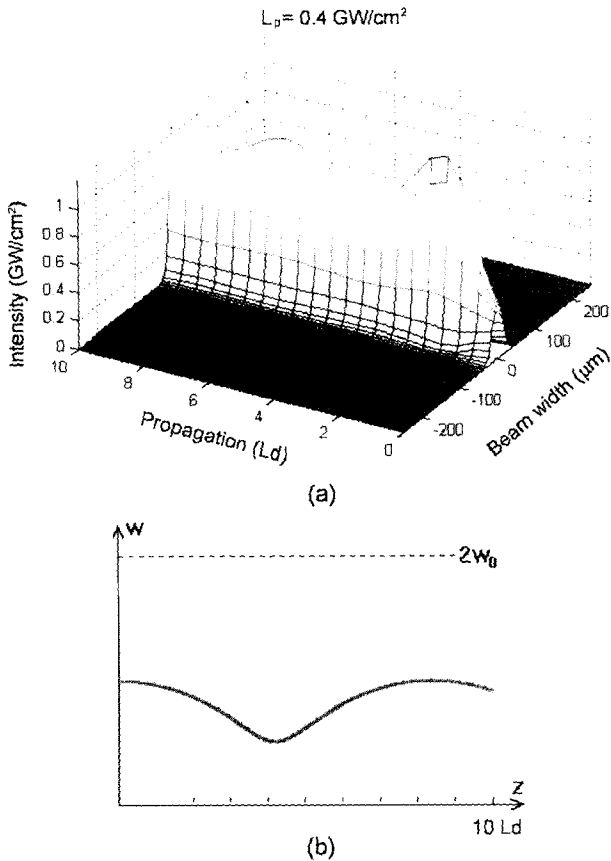 Lp= 0.4 GW/cm²
Intensity (GW/cm²)
1
0.8
0.6
0.4
0.2
0
10
8
6
4
2
0
Propagation (Ld)
-200
-100
0
100
200
Beam width (µm)
(a)
W
2W₀
Z
10 Ld
(b)